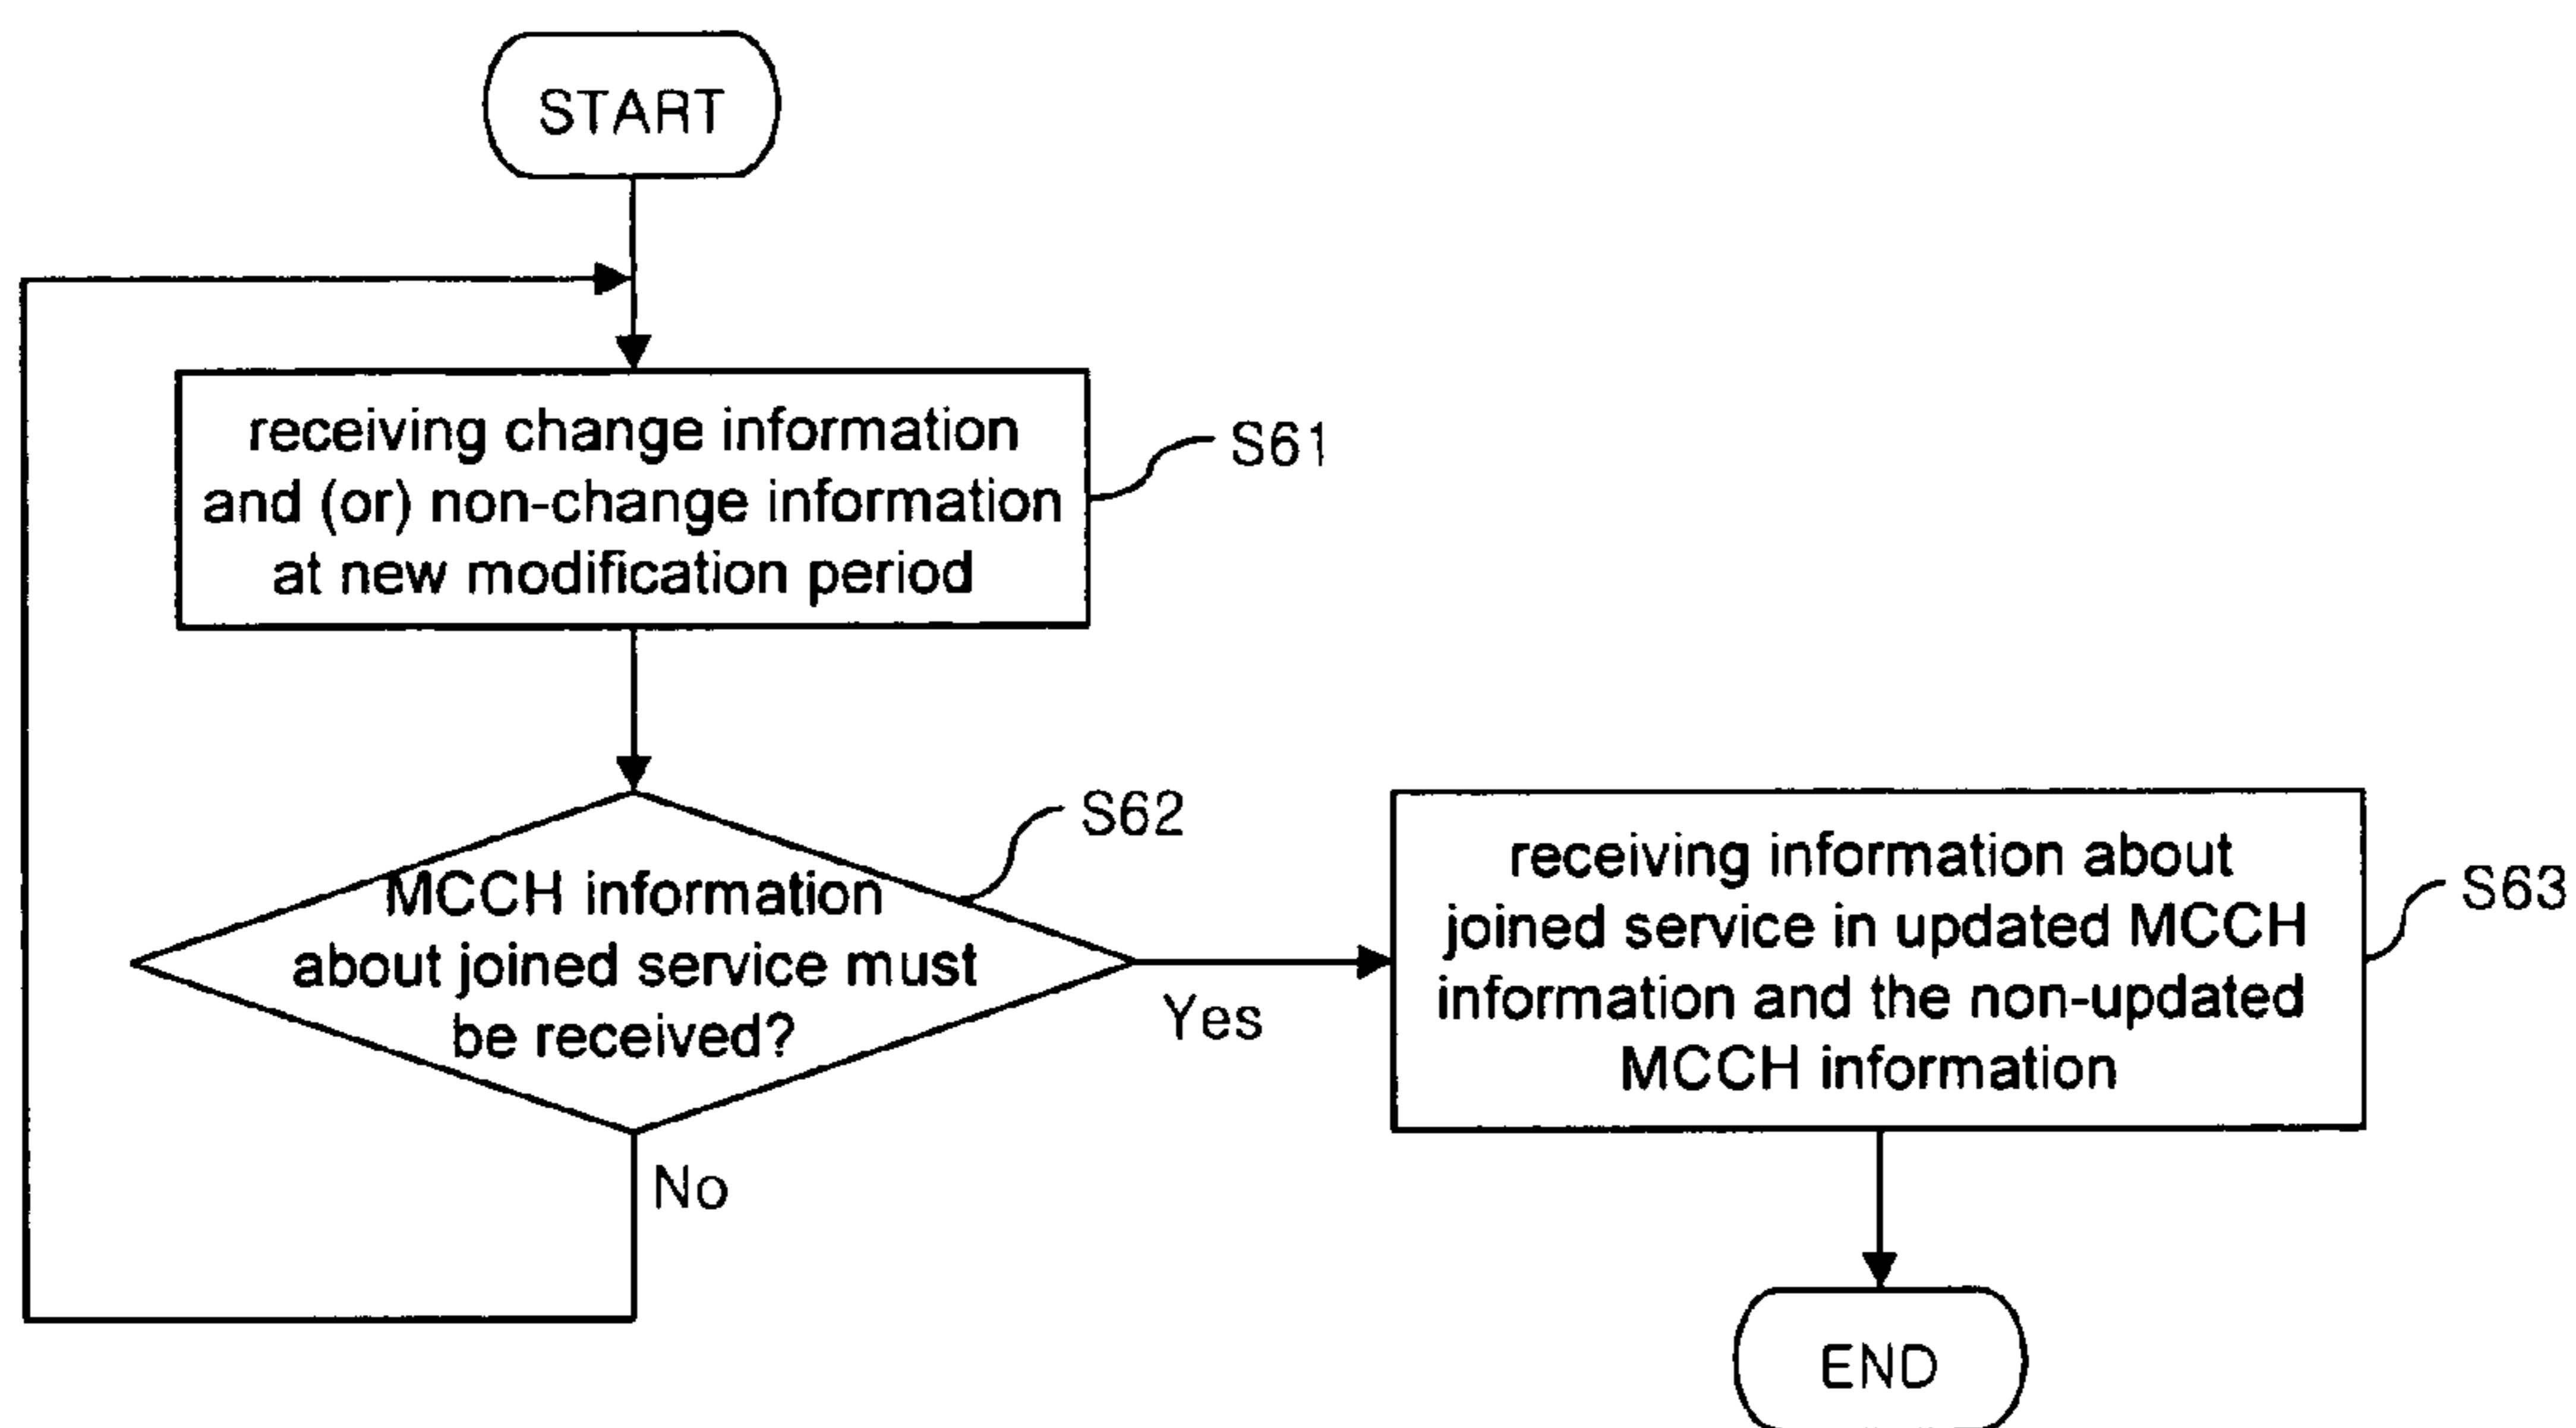 START
receiving change information
and (or) non-change information
at new modification period
S61
MCCH information
about joined service must
be received?
S62
Yes
No
receiving information about
joined service in updated MCCH
information and the non-updated
MCCH information
S63
END